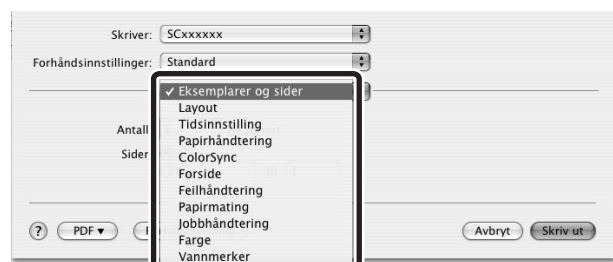 Skriver: SCxxxxxx
Forhåndsinnstillinger: Standard
✓ Eksemplarer og sider
Layout
Tidsinnstilling
Antall
Papirhåndtering
Sider
ColorSync
Forside
Feilhåndtering
Papirmating
Jobbhåndtering
Farge
Vannmerker
? PDF ▼
Avbryt Skriv ut